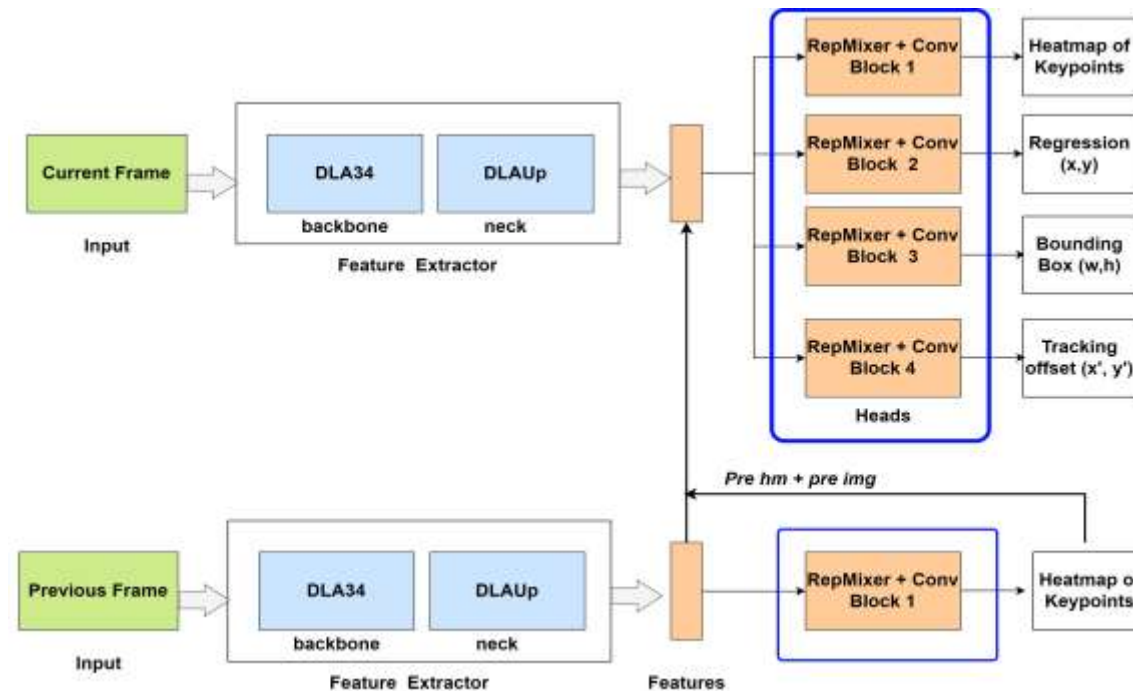 RepMixer + Conv
Block 1
Heatmap of
Keypoints
Current Frame
DLA34
DLAUp
RepMixer + Conv
Block 2
Regression
(x,y)
backbone
neck
Input
Feature Extractor
RepMixer + Conv
Block 3
Bounding
Box (w,h)
RepMixer + Conv
Block 4
Tracking
offset (x', y')
Heads
Pre hm + pre img
Previous Frame
DLA34
DLAUp
RepMixer + Conv
Block 1
Heatmap o
Keypoints
backbone
neck
Input
Feature Extractor
Features